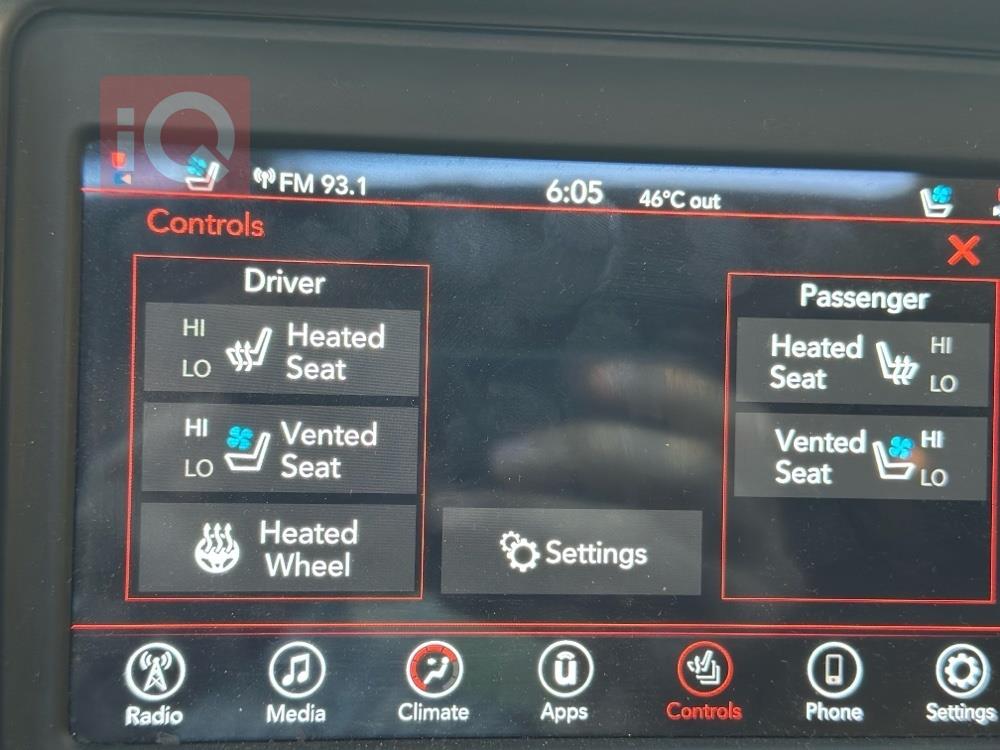 iQ
FM 93.1
6:05
46°C out
Controls
Driver
HI
LO
Heated
Seat
HI
LO
Vented
Seat
Heated
Wheel
Settings
Passenger
Heated
Seat
HI
LO
Vented
Seat
HI
LO
Radio
Media
Climate
Apps
Controls
Phone
Settings